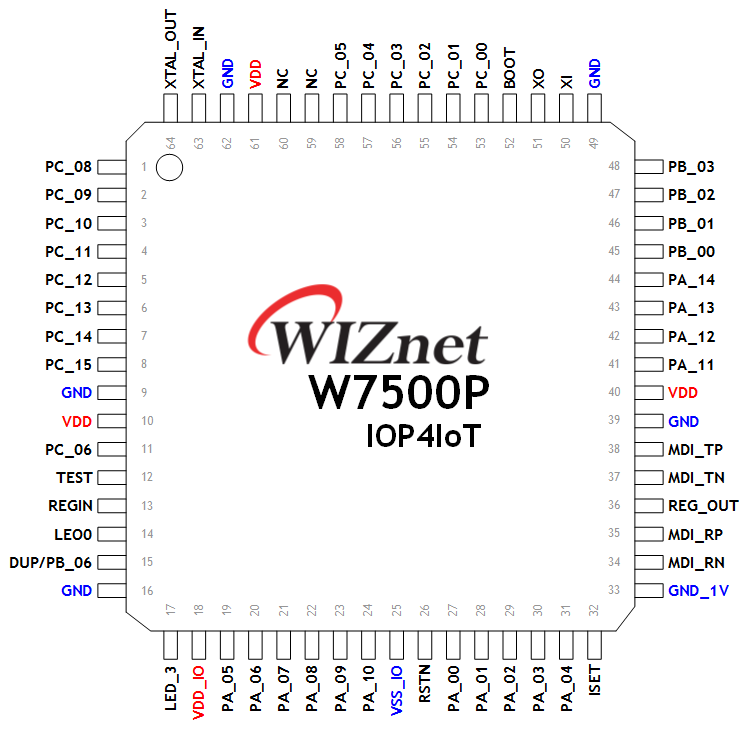 XTAL_OUT
XTAL_IN
GND
VDD
NC
NC
PC_05
PC_04
PC_03
PC_02
PC_01
PC_00
BOOT
XO
XI
GND
64
63
62
61
60
59
58
57
56
55
54
53
52
51
50
49
PC_08 1
PC_09 2
PC_10 3
PC_11 4
PC_12 5
PC_13 6
PC_14 7
PC_15 8
GND 9
VDD 10
PC_06 11
TEST 12
REGIN 13
LEO0 14
DUP/PB_06 15
GND 16
WIZnet
W7500P
IOP4IoT
48 PB_03
47 PB_02
46 PB_01
45 PB_00
44 PA_14
43 PA_13
42 PA_12
41 PA_11
40 VDD
39 GND
38 MDI_TP
37 MDI_TN
36 REG_OUT
35 MDI_RP
34 MDI_RN
33 GND_1V
17
18
19
20
21
22
23
24
25
26
27
28
29
30
31
32
LED_3
VDD_IO
PA_05
PA_06
PA_07
PA_08
PA_09
PA_10
VSS_IO
RSTN
PA_00
PA_01
PA_02
PA_03
PA_04
ISET